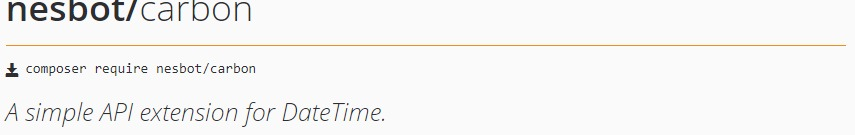 nesbot/carbon
composer require nesbot/carbon
A simple API extension for DateTime.